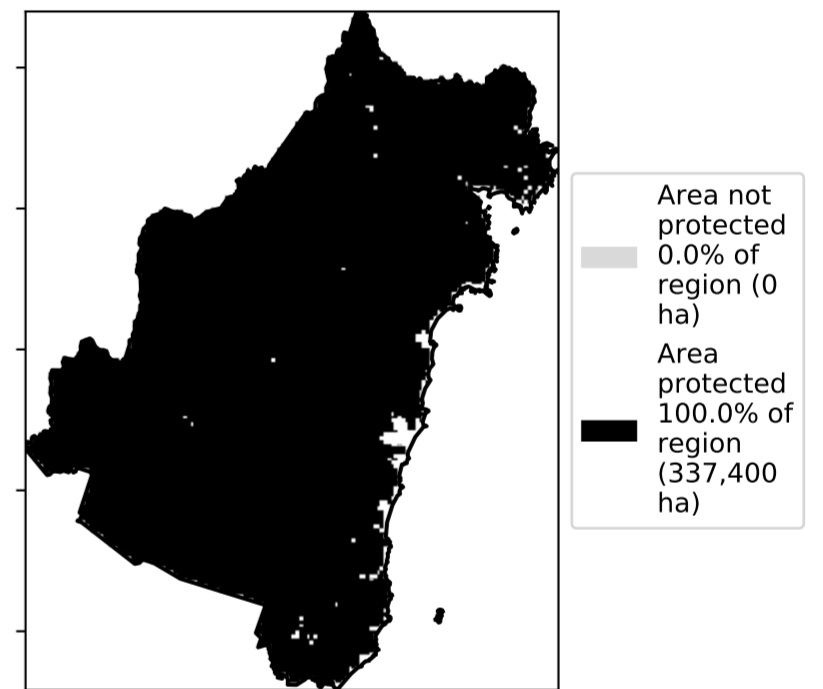 Area not
protected
0.0% of
region (0
ha)
Area
protected
100.0% of
region
(337,400
ha)